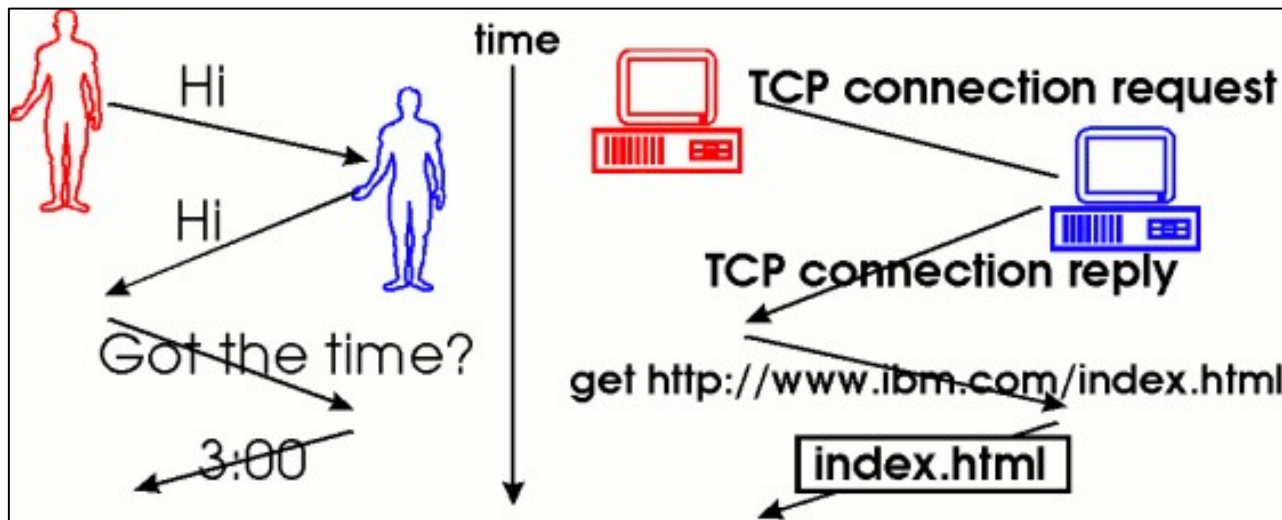 time
Hi
TCP connection request
Hi
TCP connection reply
Got the time?
get http://www.ibm.com/index.html
3:00
index.html